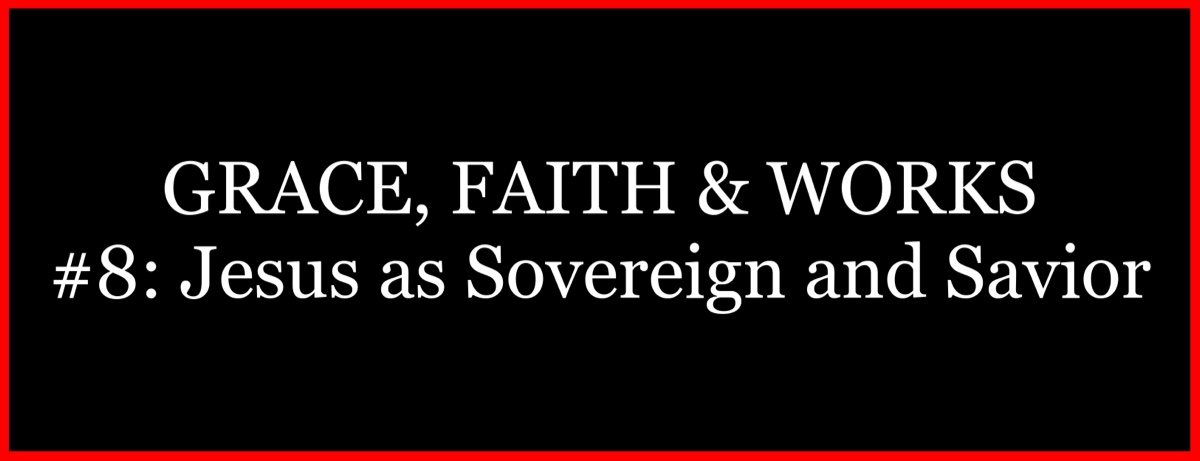 GRACE, FAITH & WORKS
#8: Jesus as Sovereign and Savior